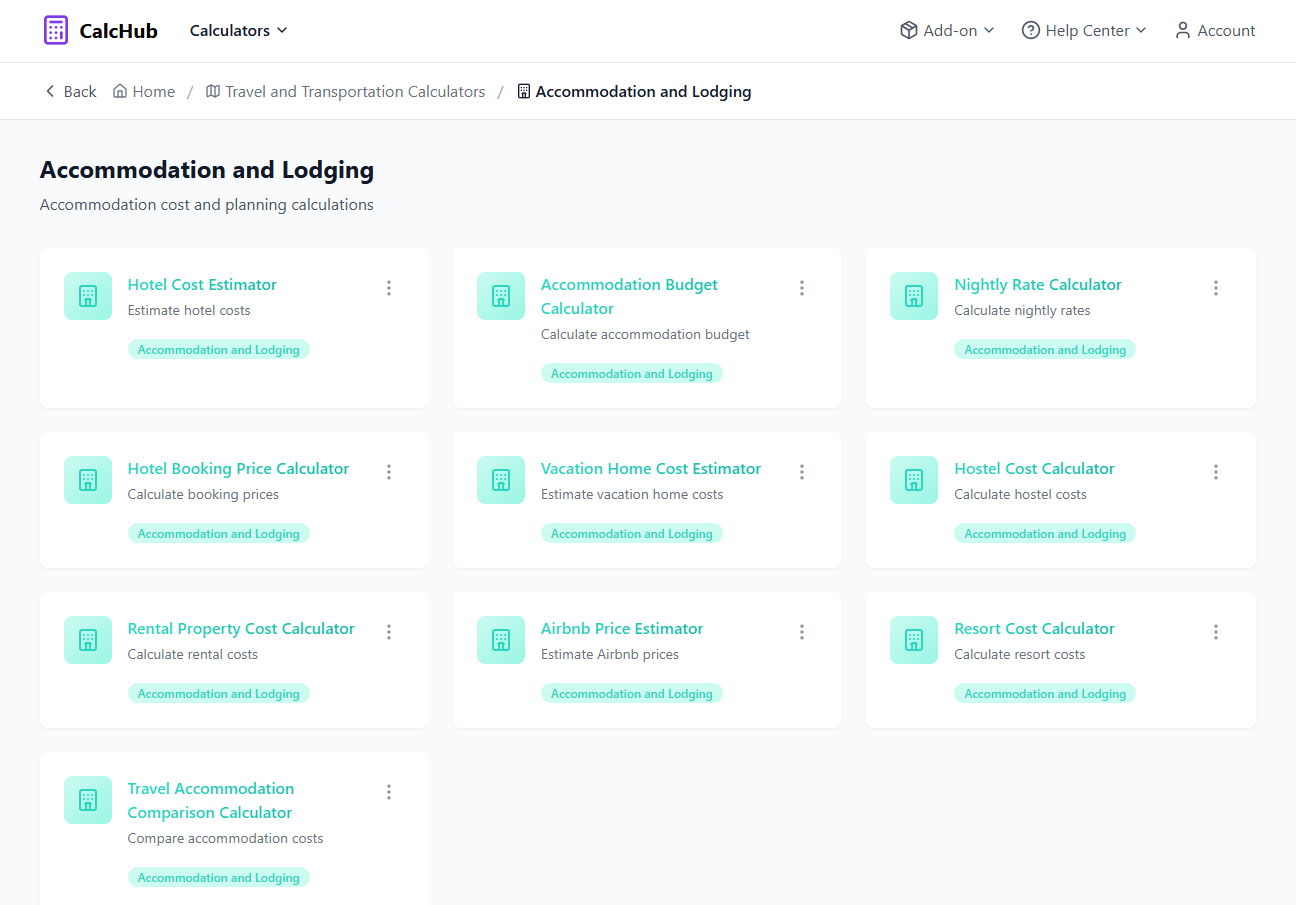 CalcHub
Calculators
Add-on
Help Center
Account
Back
Home
/
Travel and Transportation Calculators
/
Accommodation and Lodging
Accommodation and Lodging
Accommodation cost and planning calculations
Hotel Cost Estimator
Estimate hotel costs
Accommodation and Lodging
Accommodation Budget
Calculator
Calculate accommodation budget
Accommodation and Lodging
Nightly Rate Calculator
Calculate nightly rates
Accommodation and Lodging
Hotel Booking Price Calculator
Calculate booking prices
Accommodation and Lodging
Vacation Home Cost Estimator
Estimate vacation home costs
Accommodation and Lodging
Hostel Cost Calculator
Calculate hostel costs
Accommodation and Lodging
Rental Property Cost Calculator
Calculate rental costs
Accommodation and Lodging
Airbnb Price Estimator
Estimate Airbnb prices
Accommodation and Lodging
Resort Cost Calculator
Calculate resort costs
Accommodation and Lodging
Travel Accommodation
Comparison Calculator
Compare accommodation costs
Accommodation and Lodging